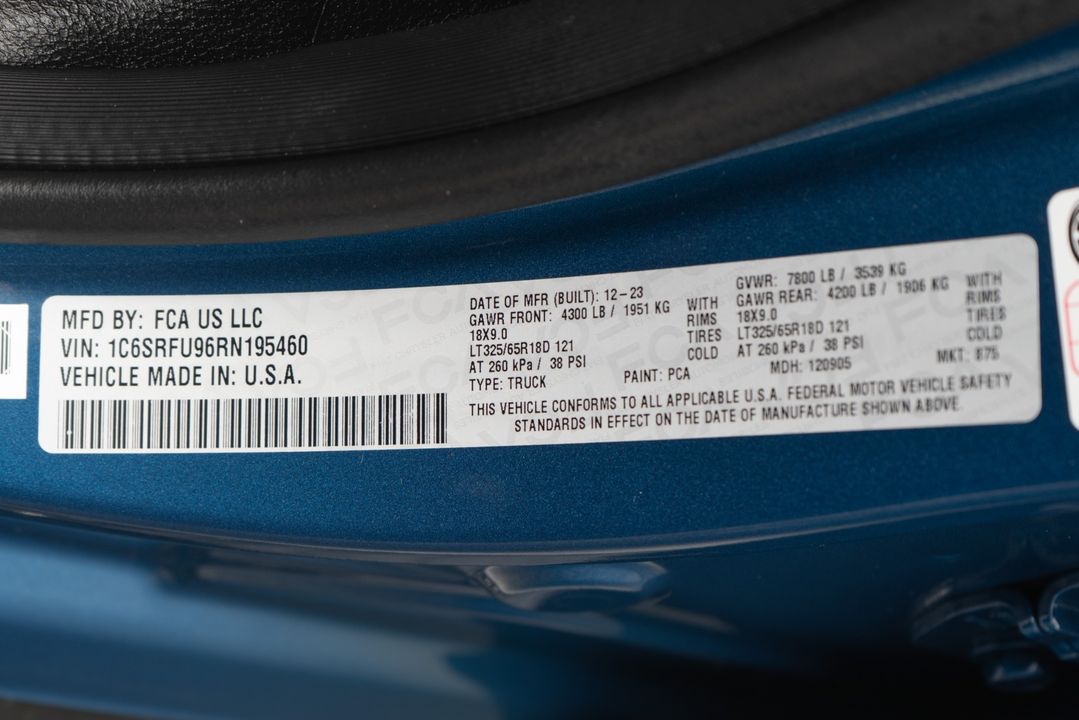 MFD BY: FCA US LLC
VIN: 1C6SRFU96RN195460
VEHICLE MADE IN: U.S.A.
DATE OF MFR (BUILT): 12-23
GAWR FRONT: 4300 LB / 1951 KG WITH
18X9.0 RIMS
LT325/65R18D 121 TIRES
AT 260 kPa / 38 PSI COLD
TYPE: TRUCK PAINT: PCA
GVWR: 7800 LB / 3539 KG
GAWR REAR: 4200 LB / 1906 KG WITH
18X9.0 RIMS
LT325/65R18D 121 TIRES
AT 260 kPa / 38 PSI COLD
MDH: 120905 MKT: 875
THIS VEHICLE CONFORMS TO ALL APPLICABLE U.S.A. FEDERAL MOTOR VEHICLE SAFETY
STANDARDS IN EFFECT ON THE DATE OF MANUFACTURE SHOWN ABOVE.